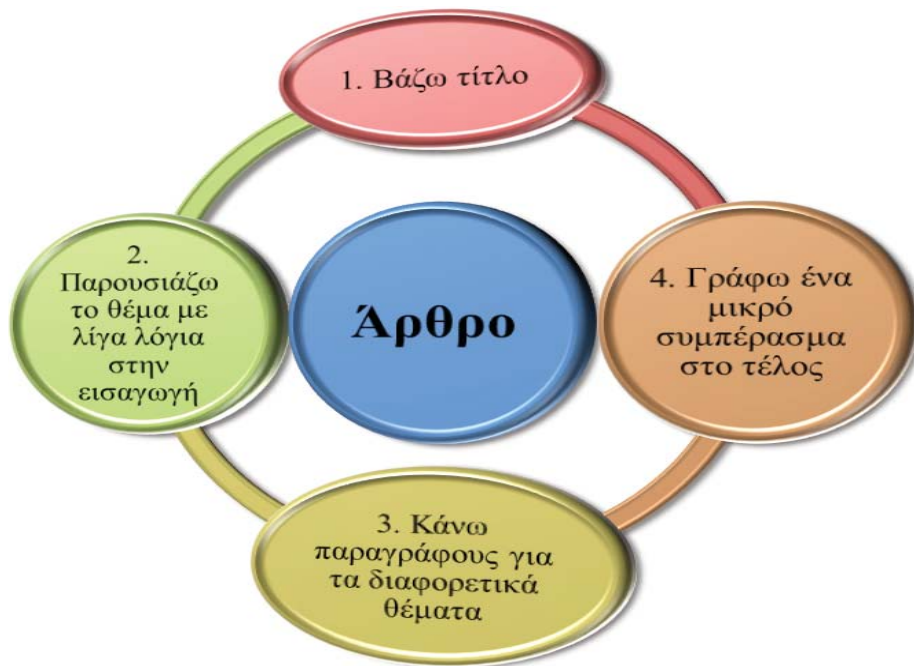 1. Βάζω τίτλο
2.
Παρουσιάζω
το θέμα με
λίγα λόγια
στην
εισαγωγή
Άρθρο
4. Γράφω ένα
μικρό
συμπέρασμα
στο τέλος
3. Κάνω
παραγράφους για
τα διαφορετικά
θέματα